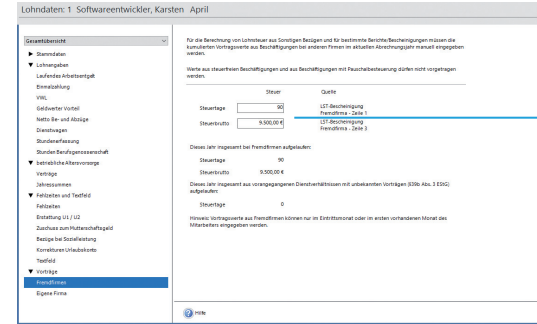 Lohndaten: 1 Softwareentwickler, Karsten April
Gesamtübersicht
Stammdaten
Lohnangaben
Laufendes Arbeitsentgelt
Einmalzahlung
VWL
Geldwerter Vorteil
Netto Be- und Abzüge
Dienstwagen
Stundenerfassung
Stunden Berufsgenossenschaft
betriebliche Altersvorsorge
Verträge
Jahressummen
Fehlzeiten und Textfeld
Fehlzeiten
Erstattung U1 / U2
Zuschuss zum Mutterschaftsgeld
Bezüge bei Sozialleistung
Korrekturen Urlaubskonto
Textfeld
Vorträge
Fremdfirmen
Eigene Firma
Für die Berechnung von Lohnsteuer aus Sonstigen Bezügen und für bestimmte Berichte/Bescheinigungen müssen die
kumulierten Vortragswerte aus Beschäftigungen bei anderen Firmen im aktuellen Abrechnungsjahr manuell eingegeben
werden.
Werte aus steuerfreien Beschäftigungen und aus Beschäftigungen mit Pauschalbesteuerung dürfen nicht vorgetragen
werden.
Steuer Quelle
Steuertage 90 LST-Bescheinigung
Fremdfirma - Zeile 1
Steuerbrutto 9.500,00 € LST-Bescheinigung
Fremdfirma - Zeile 3
Dieses Jahr insgesamt bei Fremdfirmen aufgelaufen:
Steuertage 90
Steuerbrutto 9.500,00 €
Dieses Jahr insgesamt aus vorangegangenen Dienstverhältnissen mit unbekannten Vorträgen (§39b Abs. 3 EStG)
aufgelaufen:
Steuertage 0
Hinweis: Vortragswerte aus Fremdfirmen können nur im Eintrittsmonat oder im ersten vorhandenen Monat des
Mitarbeiters eingegeben werden.
Hilfe